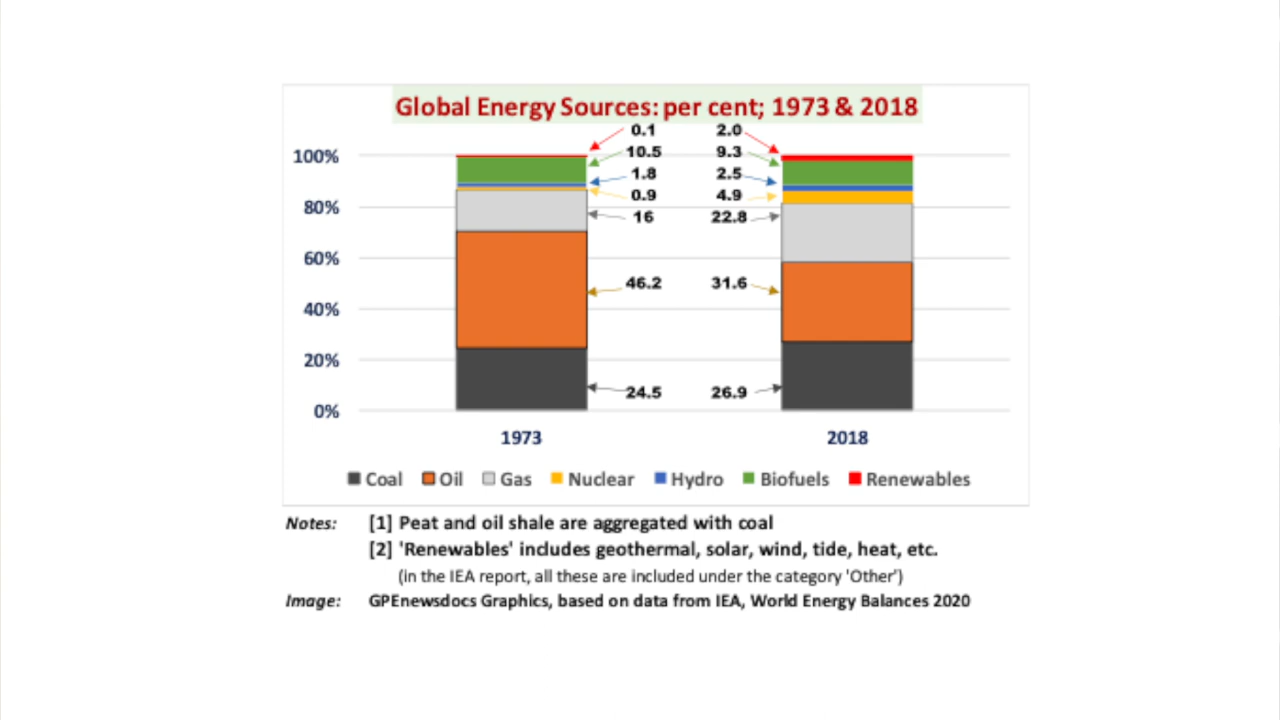 Global Energy Sources: per cent; 1973 & 2018
0.1 2.0
100% 10.5 9.3
1.8 2.5
0.9 4.9
80% 16 22.8
60%
46.2 31.6
40%
20%
24.5 26.9
0%
1973 2018
Coal Oil Gas Nuclear Hydro Biofuels Renewables
Notes: [1] Peat and oil shale are aggregated with coal
[2] 'Renewables' includes geothermal, solar, wind, tide, heat, etc.
(in the IEA report, all these are included under the category 'Other')
Image: GPEnewsdocs Graphics, based on data from IEA, World Energy Balances 2020